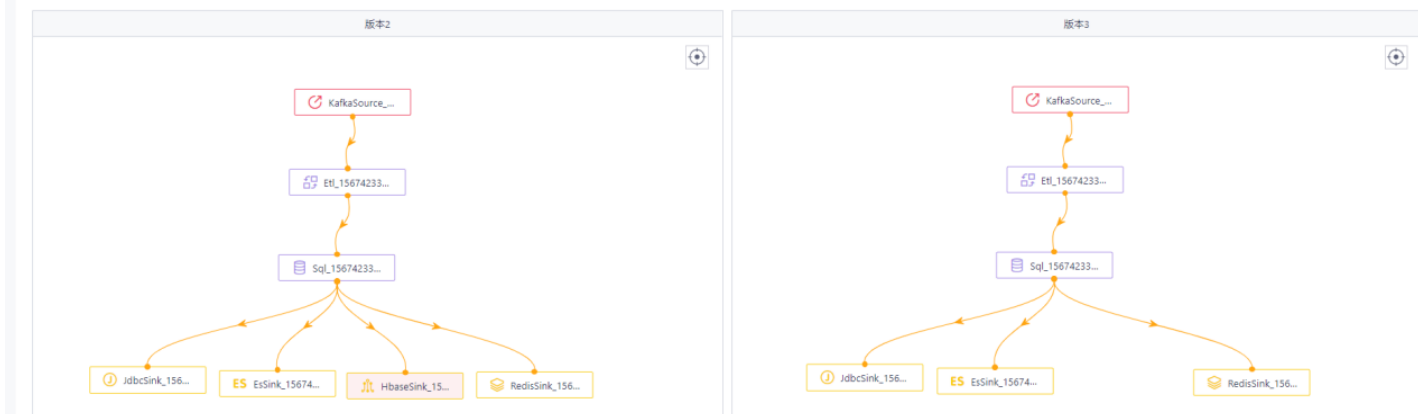 版本2
KafkaSource_...
Etl_15674233...
Sql_15674233...
JdbcSink_156...
ES EsSink_15674...
HbaseSink_15...
RedisSink_156...
版本3
KafkaSource_...
Etl_15674233...
Sql_15674233...
JdbcSink_156...
ES EsSink_15674...
RedisSink_156...